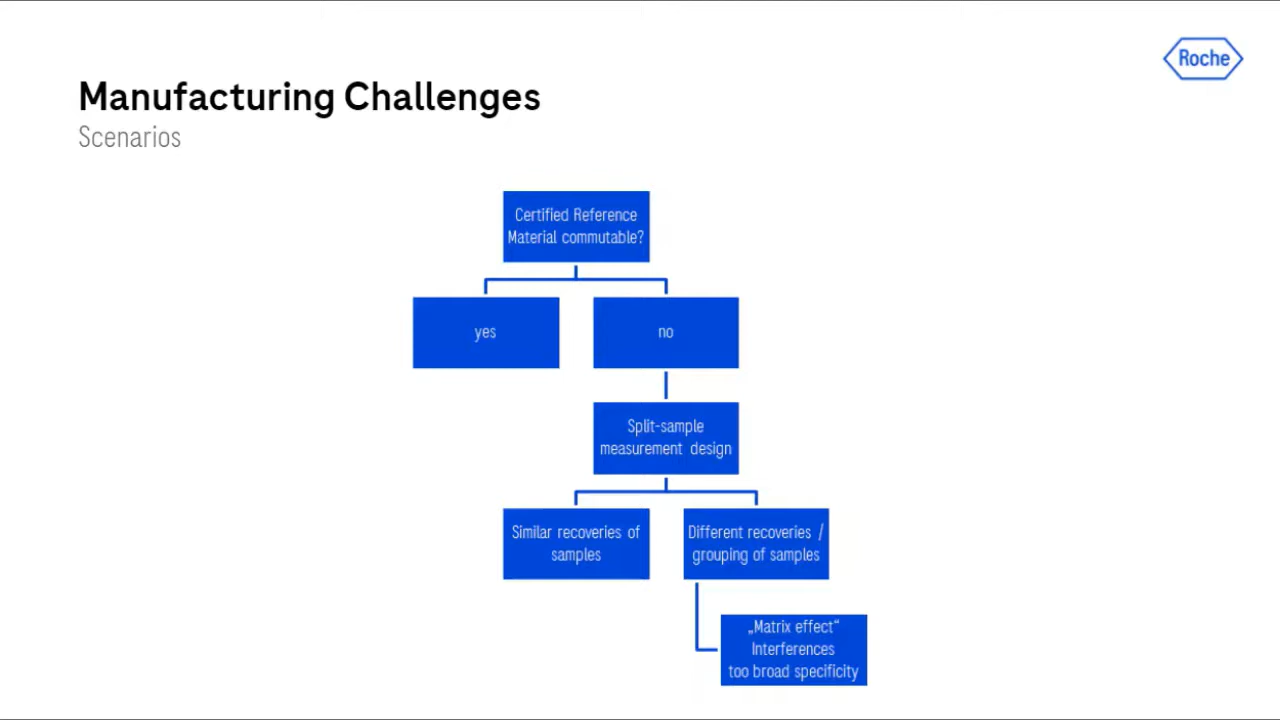 Roche
Manufacturing Challenges
Scenarios
Certified Reference
Material commutable?
yes
no
Split-sample
measurement design
Similar recoveries of
samples
Different recoveries /
grouping of samples
„Matrix effect“
Interferences
too broad specificity